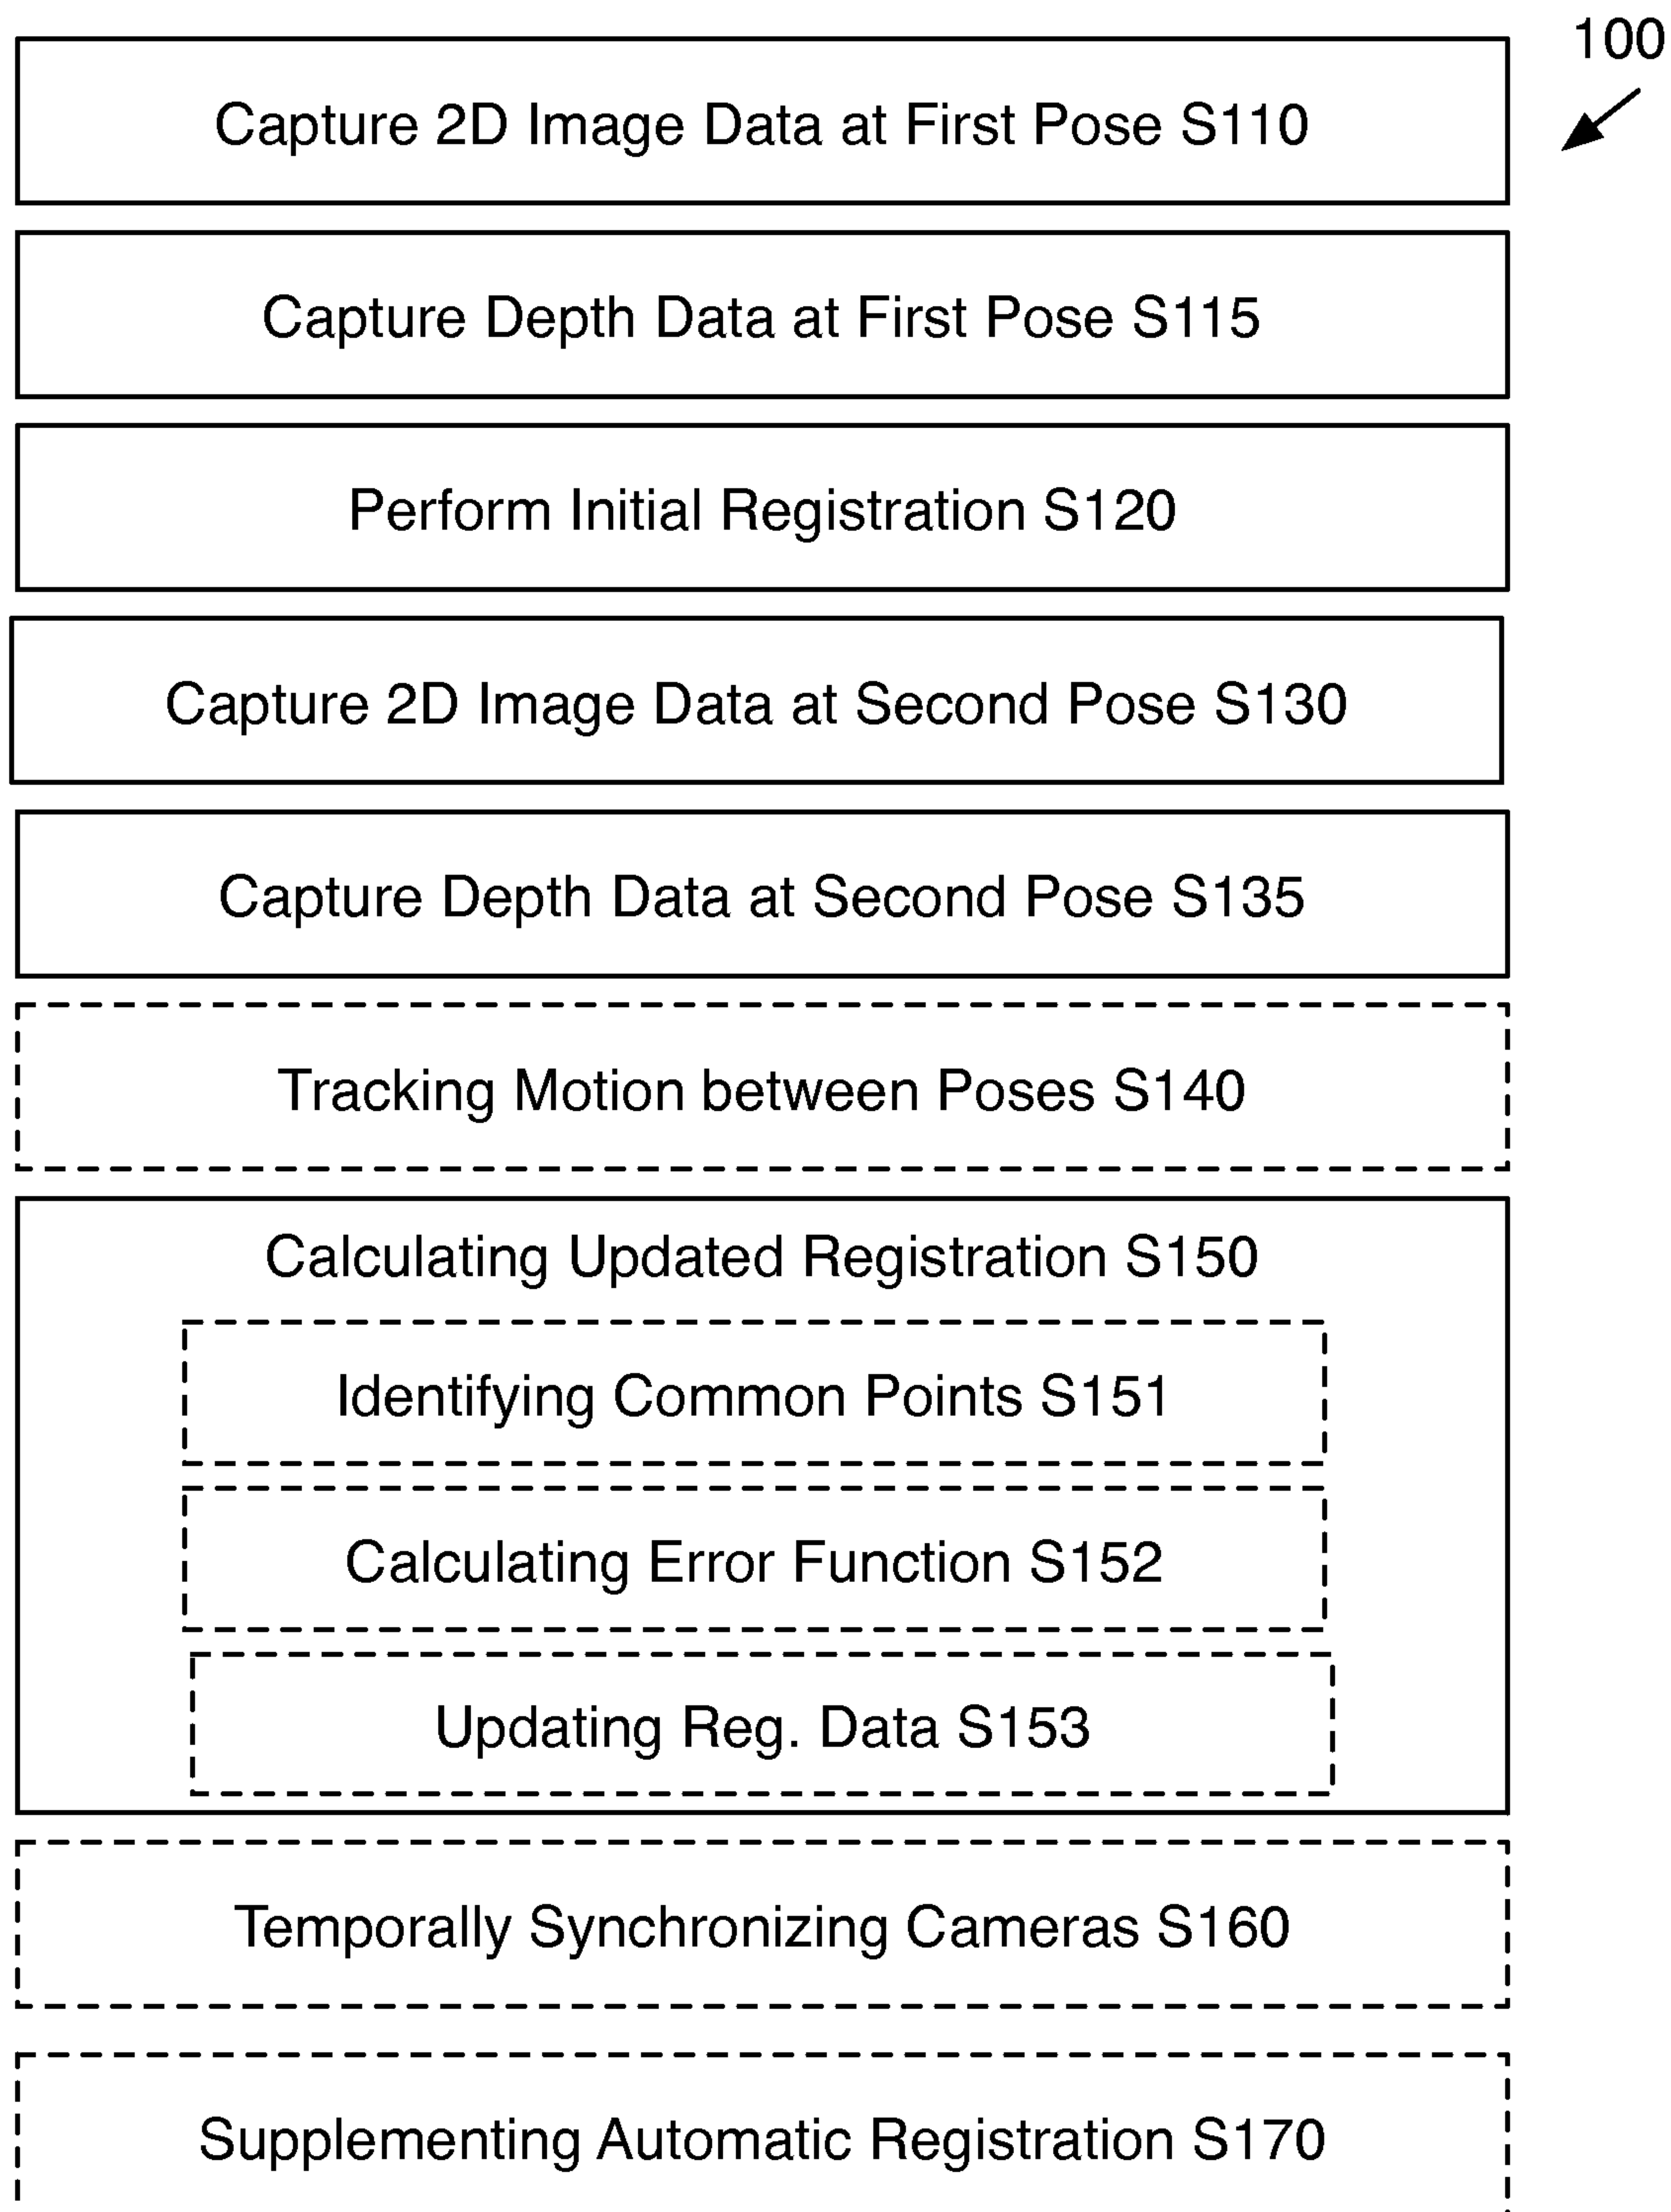 100
Capture 2D Image Data at First Pose S110
Capture Depth Data at First Pose S115
Perform Initial Registration S120
Capture 2D Image Data at Second Pose S130
Capture Depth Data at Second Pose S135
Tracking Motion between Poses S140
Calculating Updated Registration S150
Identifying Common Points S151
Calculating Error Function S152
Updating Reg. Data S153
Temporally Synchronizing Cameras S160
Supplementing Automatic Registration S170